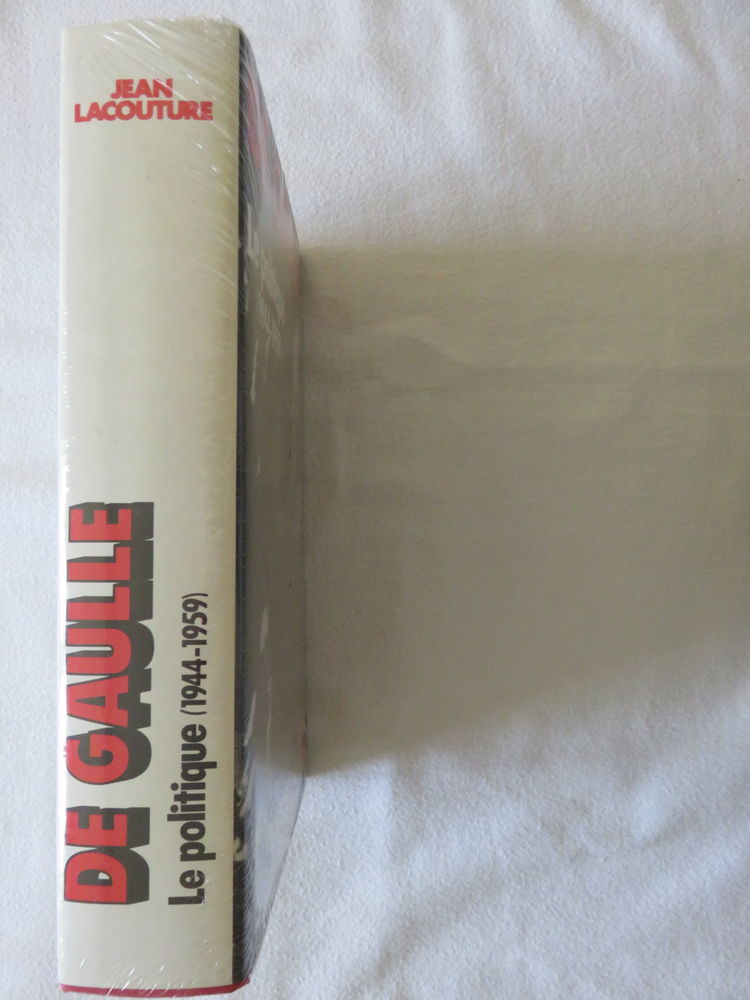 JEAN
LACOUTURE
DE GAULLE
Le politique (1944-1959)